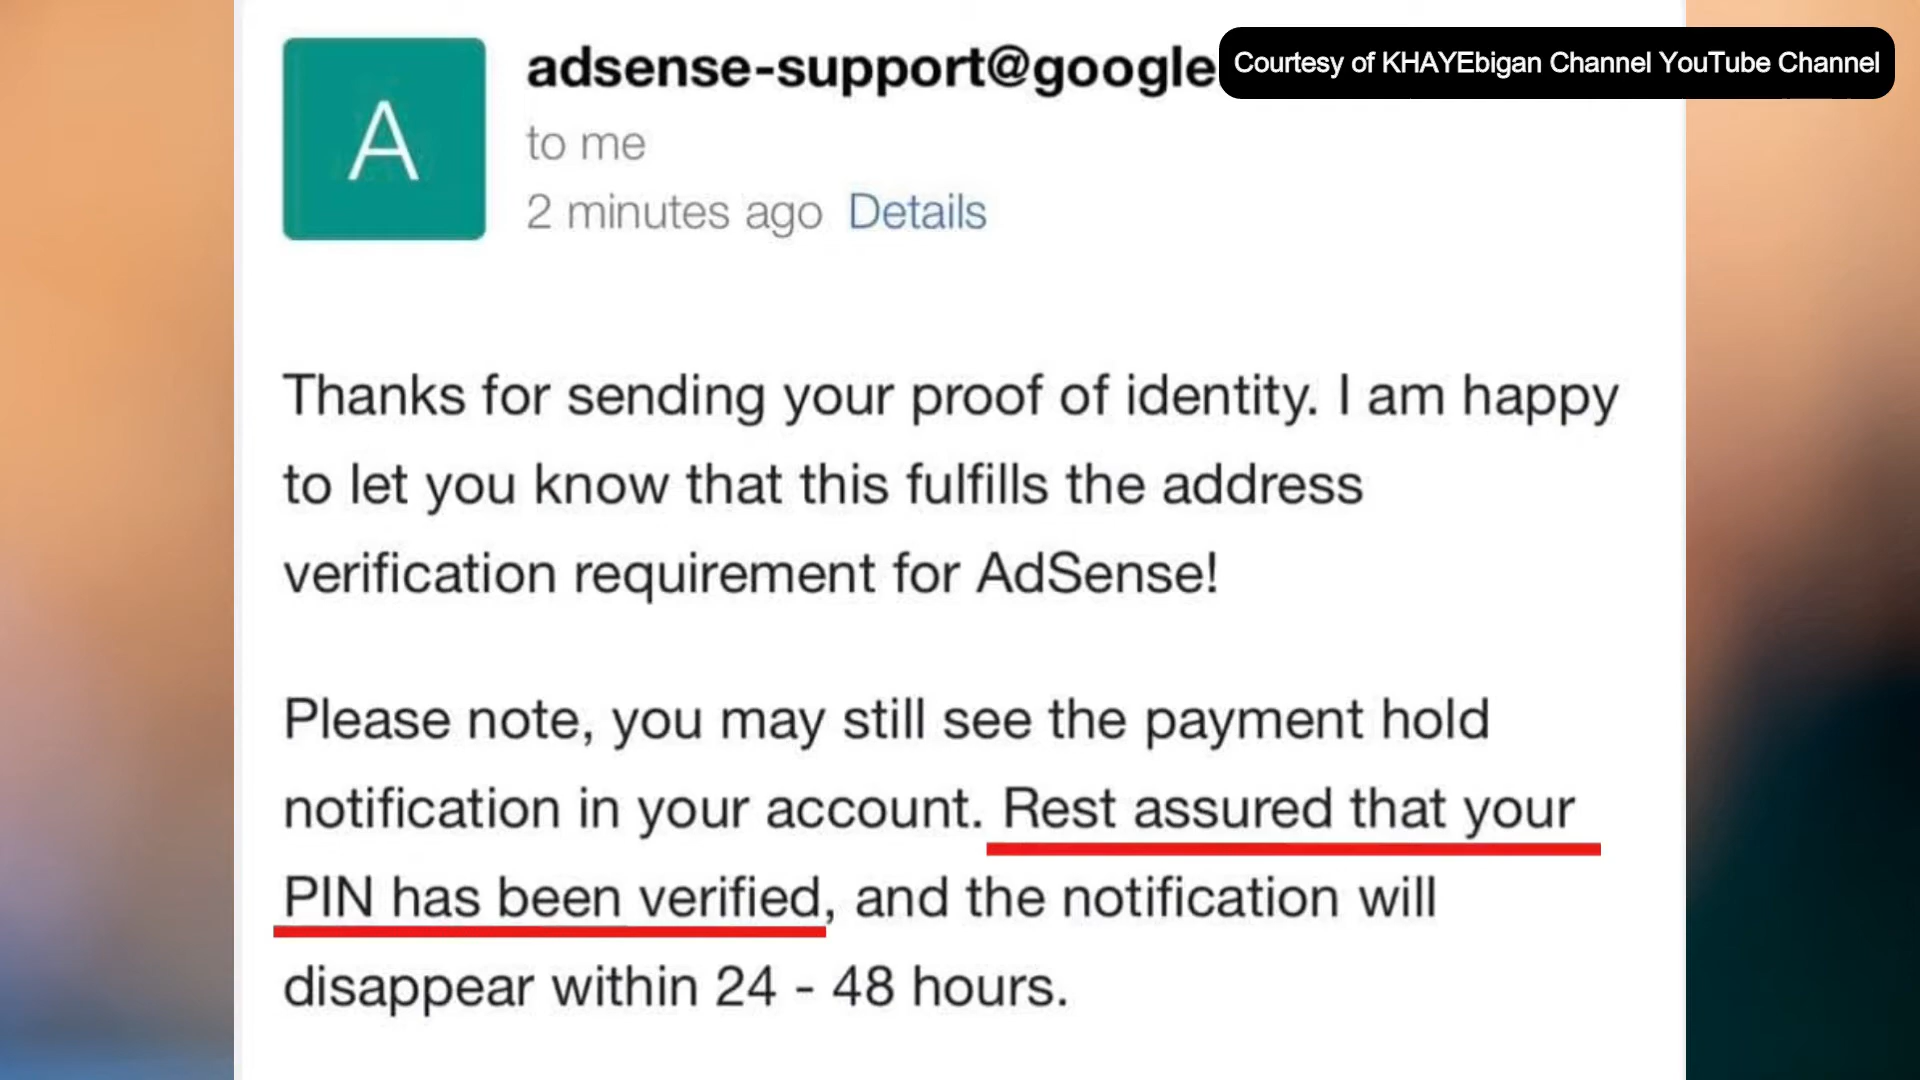 A
adsense-support@google
Courtesy of KHAYEbigan Channel YouTube Channel
to me
2 minutes ago Details
Thanks for sending your proof of identity. I am happy
to let you know that this fulfills the address
verification requirement for AdSense!
Please note, you may still see the payment hold
notification in your account. Rest assured that your
PIN has been verified, and the notification will
disappear within 24 - 48 hours.